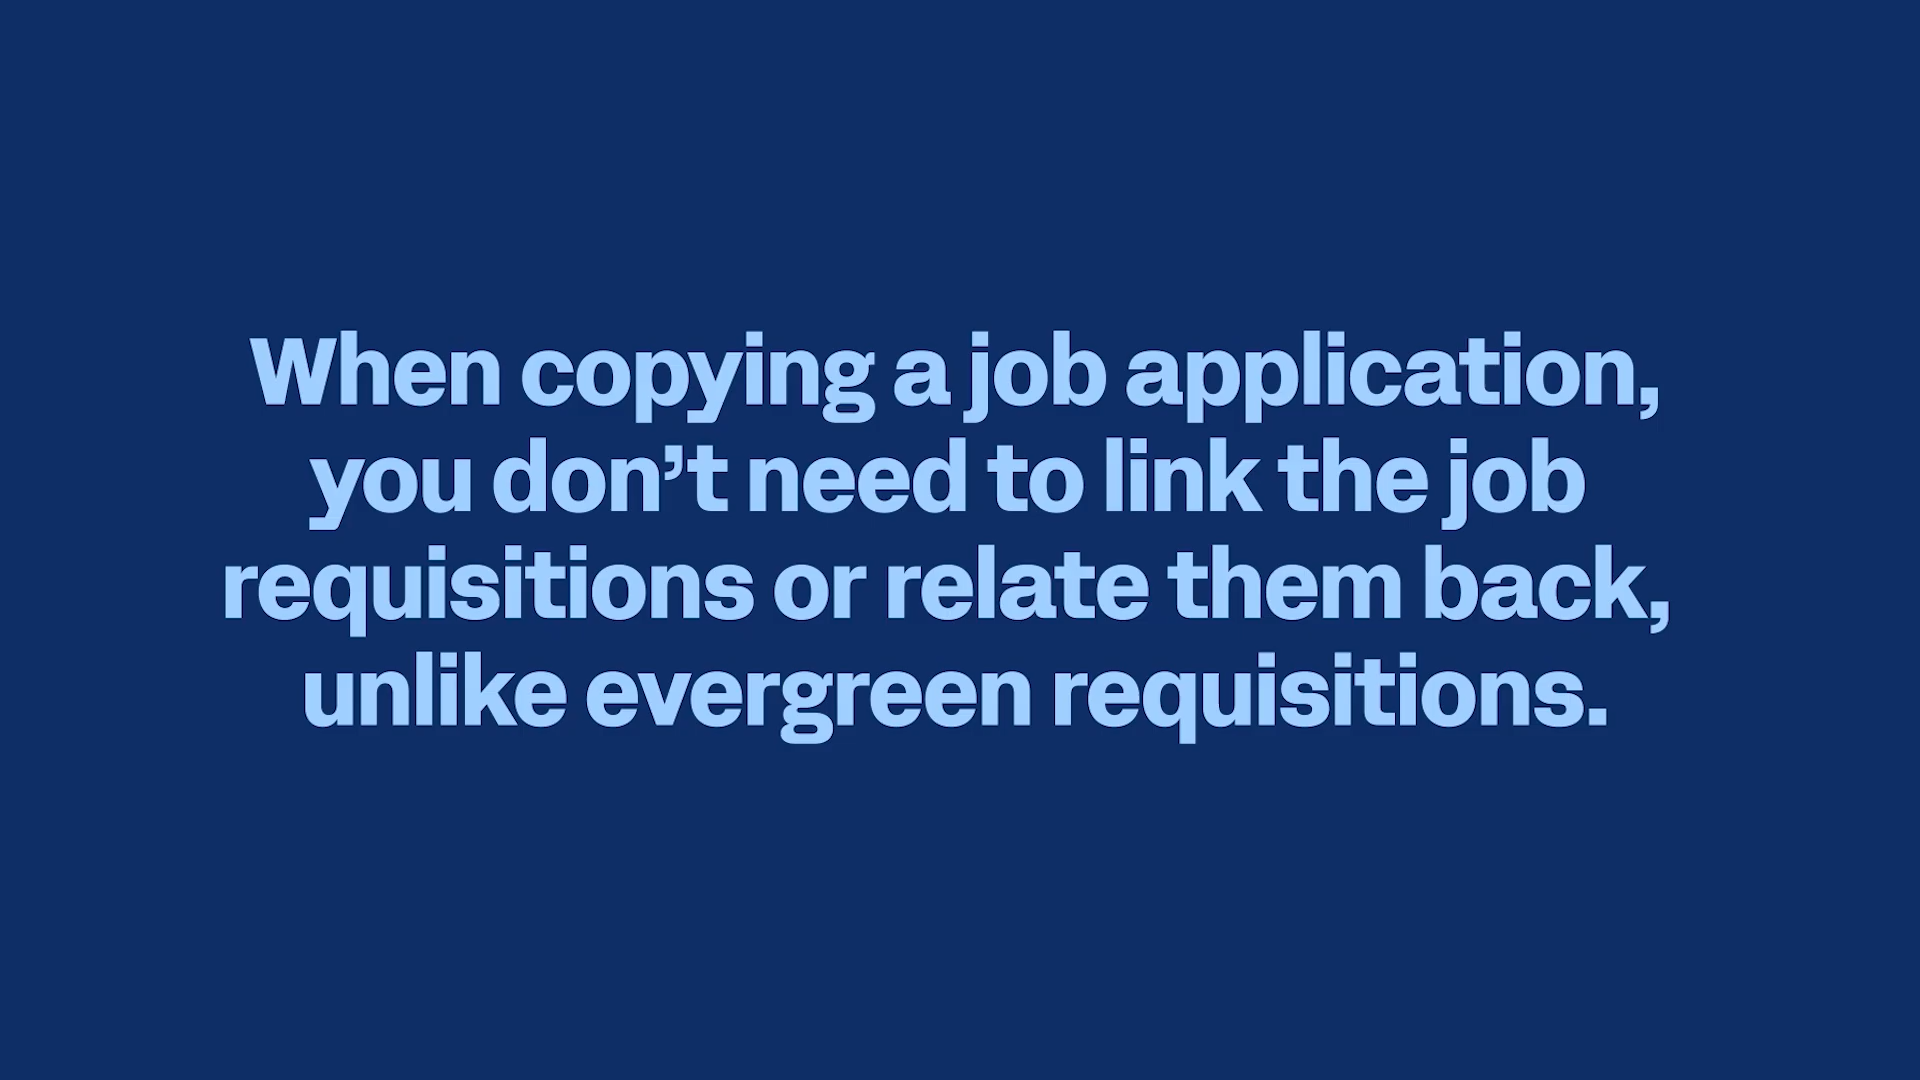 When copying a job application,
you don’t need to link the job
requisitions or relate them back,
unlike evergreen requisitions.